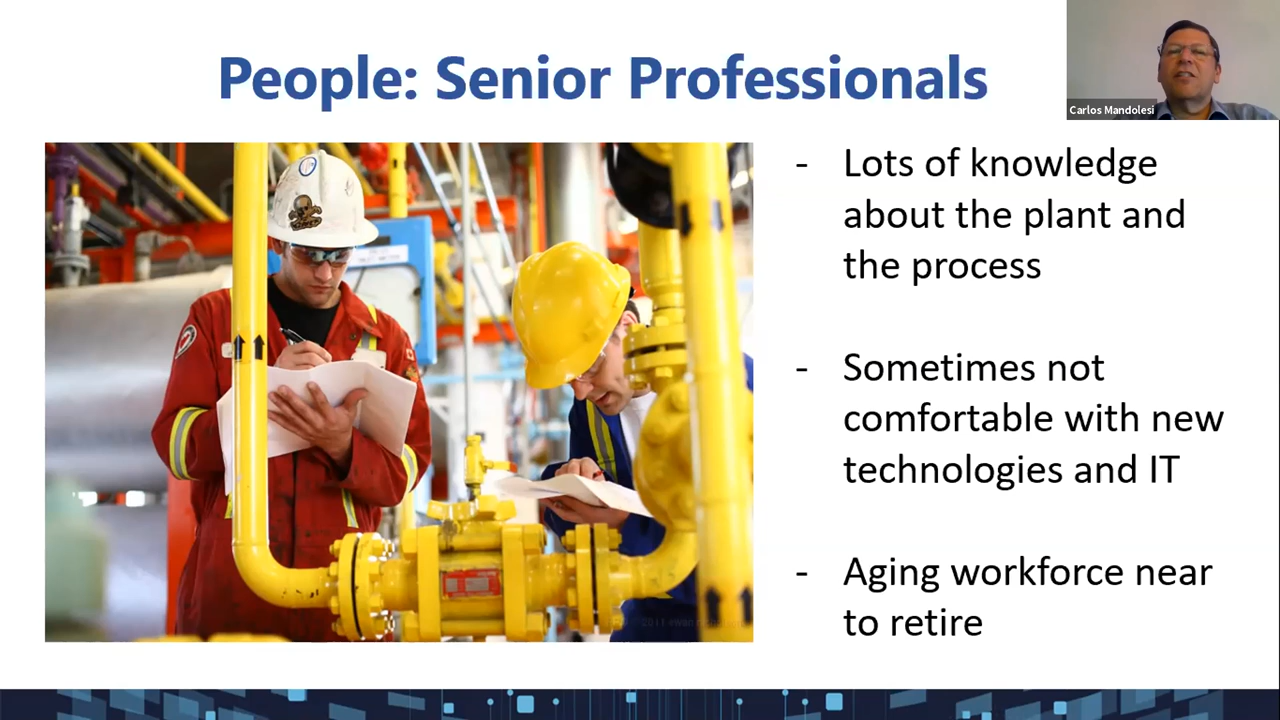 People: Senior Professionals
Carlos Mandolesi
- Lots of knowledge
about the plant and
the process
- Sometimes not
comfortable with new
technologies and IT
- Aging workforce near
to retire